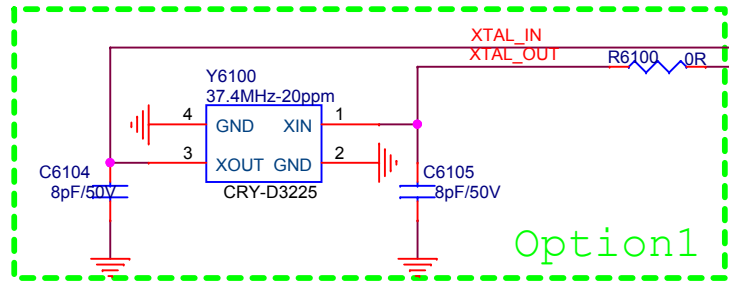 XTAL_IN
XTAL_OUT
R6100 0R
Y6100
37.4MHz-20ppm
4 GND XIN 1
3 XOUT GND 2
C6104
8pF/50V
CRY-D3225
C6105
8pF/50V
Option1